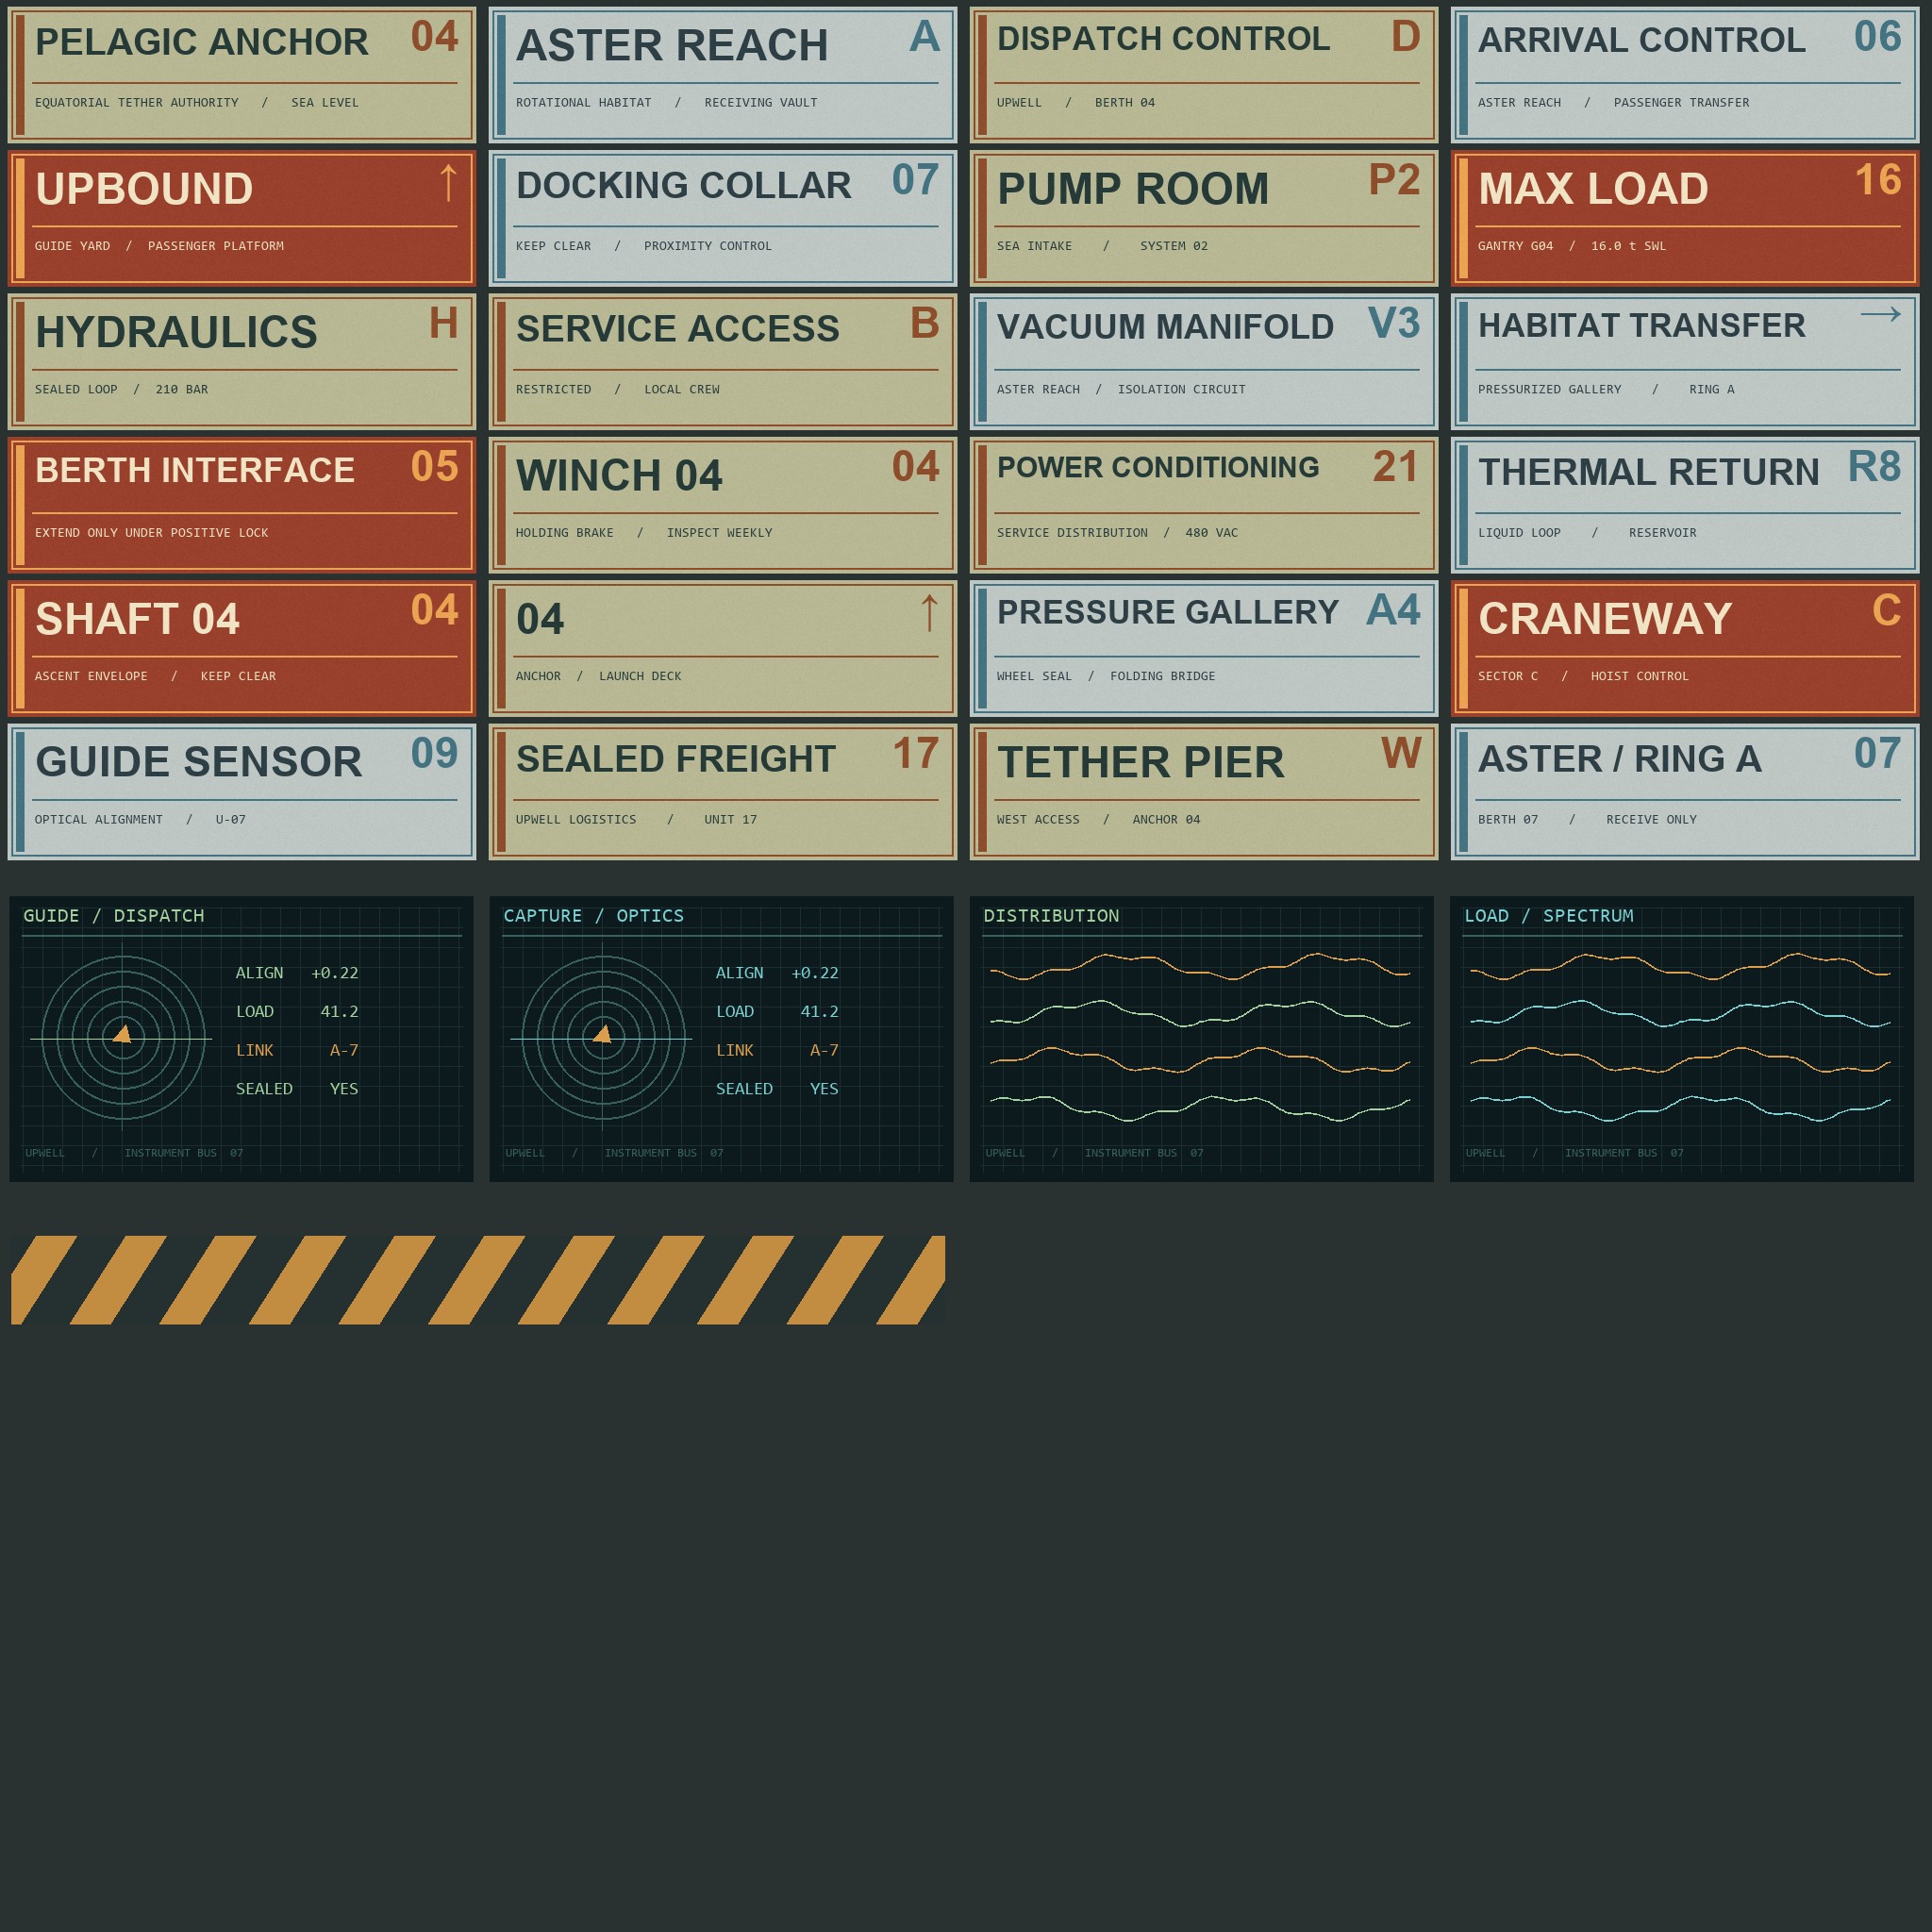 PELAGIC ANCHOR 04
EQUATORIAL TETHER AUTHORITY / SEA LEVEL
ASTER REACH A
ROTATIONAL HABITAT / RECEIVING VAULT
DISPATCH CONTROL D
UPWELL / BERTH 04
ARRIVAL CONTROL 06
ASTER REACH / PASSENGER TRANSFER
UPBOUND ↑
GUIDE YARD / PASSENGER PLATFORM
DOCKING COLLAR 07
KEEP CLEAR / PROXIMITY CONTROL
PUMP ROOM P2
SEA INTAKE / SYSTEM 02
MAX LOAD 16
GANTRY G04 / 16.0 t SWL
HYDRAULICS H
SEALED LOOP / 210 BAR
SERVICE ACCESS B
RESTRICTED / LOCAL CREW
VACUUM MANIFOLD V3
ASTER REACH / ISOLATION CIRCUIT
HABITAT TRANSFER →
PRESSURIZED GALLERY / RING A
BERTH INTERFACE 05
EXTEND ONLY UNDER POSITIVE LOCK
WINCH 04 04
HOLDING BRAKE / INSPECT WEEKLY
POWER CONDITIONING 21
SERVICE DISTRIBUTION / 480 VAC
THERMAL RETURN R8
LIQUID LOOP / RESERVOIR
SHAFT 04 04
ASCENT ENVELOPE / KEEP CLEAR
04 ↑
ANCHOR / LAUNCH DECK
PRESSURE GALLERY A4
WHEEL SEAL / FOLDING BRIDGE
CRANEWAY C
SECTOR C / HOIST CONTROL
GUIDE SENSOR 09
OPTICAL ALIGNMENT / U-07
SEALED FREIGHT 17
UPWELL LOGISTICS / UNIT 17
TETHER PIER W
WEST ACCESS / ANCHOR 04
ASTER / RING A 07
BERTH 07 / RECEIVE ONLY
GUIDE / DISPATCH
ALIGN +0.22
LOAD 41.2
LINK A-7
SEALED YES
UPWELL / INSTRUMENT BUS 07
CAPTURE / OPTICS
ALIGN +0.22
LOAD 41.2
LINK A-7
SEALED YES
UPWELL / INSTRUMENT BUS 07
DISTRIBUTION
UPWELL / INSTRUMENT BUS 07
LOAD / SPECTRUM
UPWELL / INSTRUMENT BUS 07